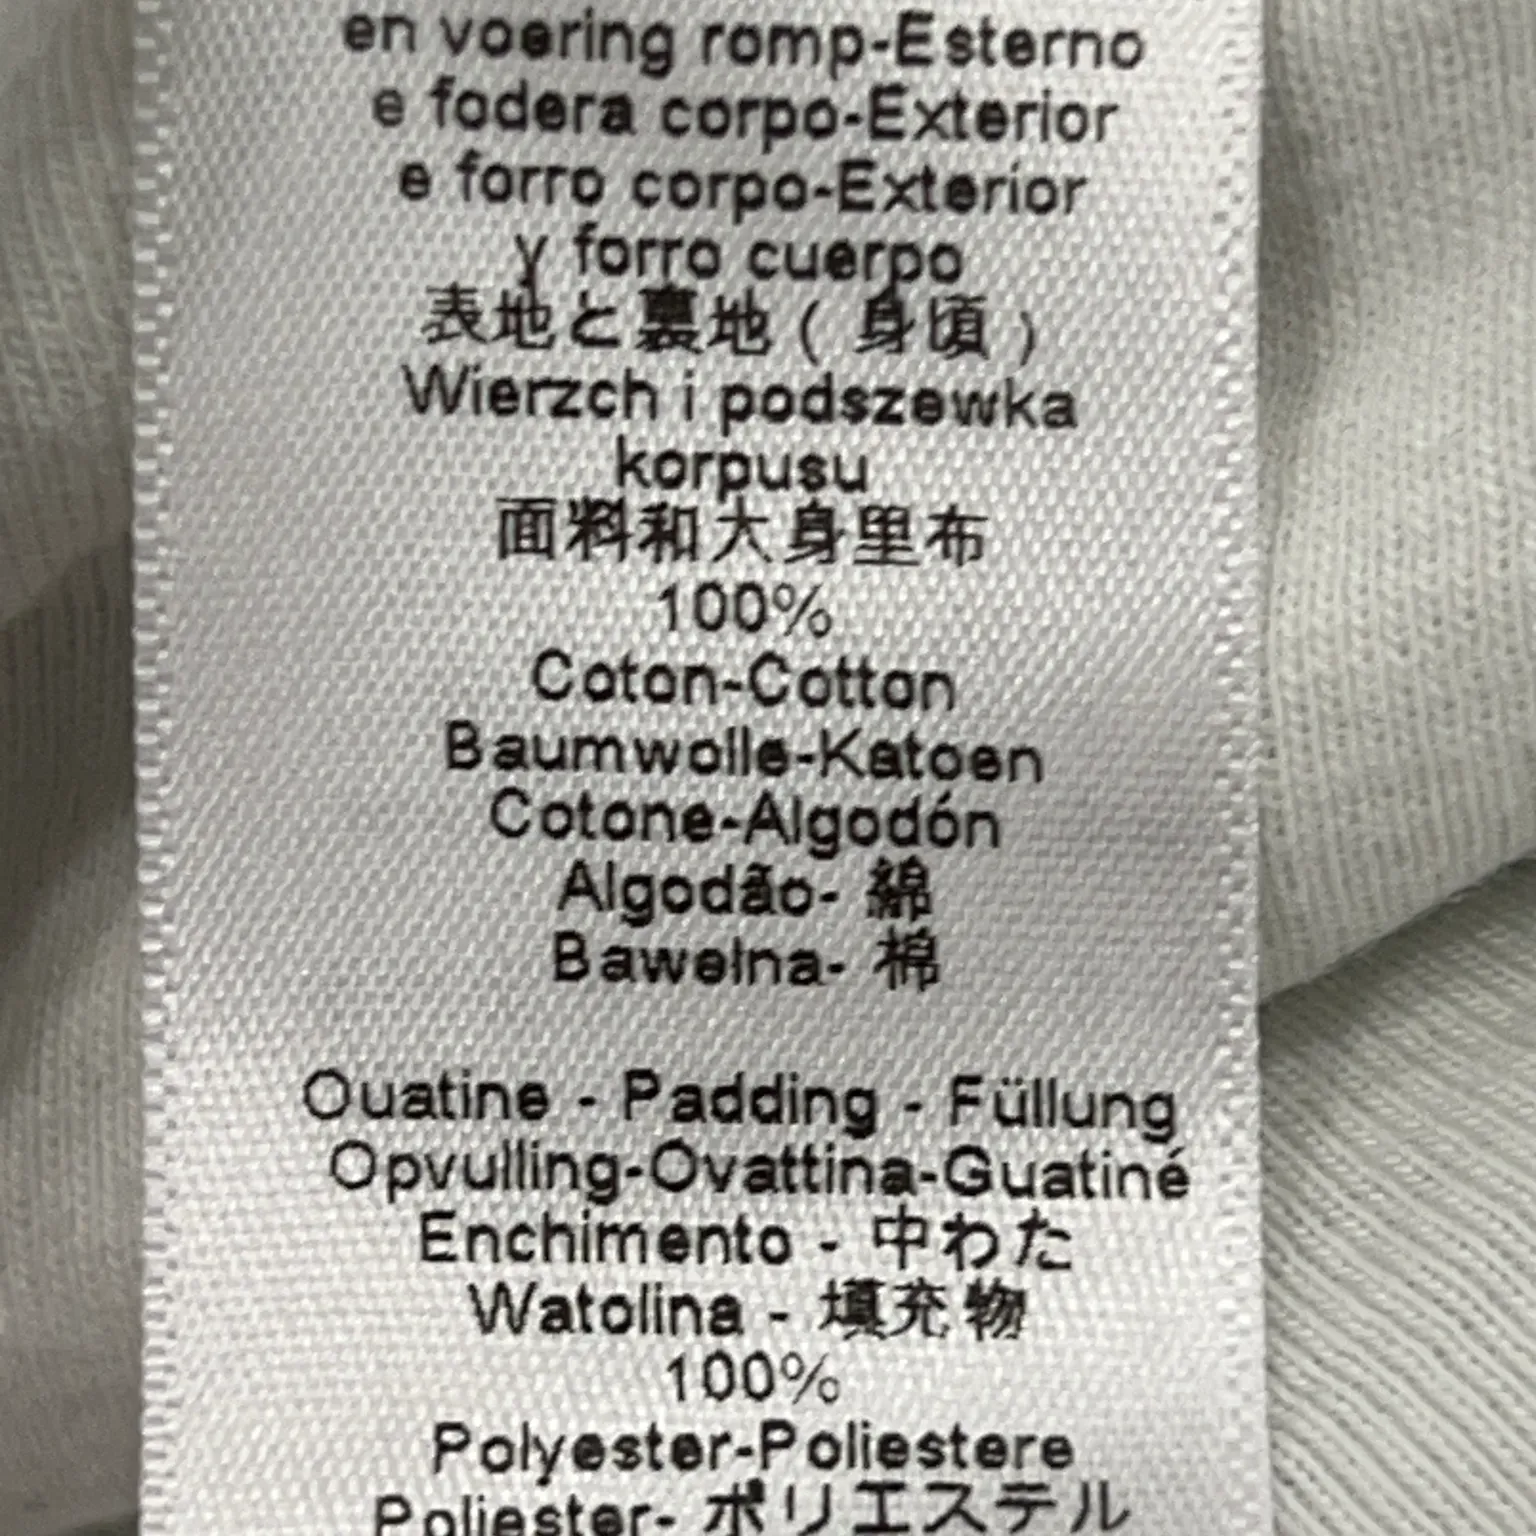 en voering romp-Esterno
e fodera corpo-Exterior
e forro corpo-Exterior
y forro cuerpo
表地と裏地（身頃）
Wierzch i podszewka
korpusu
面料和大身里布
100%
Coton-Cotton
Baumwolle-Katoen
Cotone-Algodón
Algodão- 綿
Bawelna- 棉
Ouatine - Padding - Füllung
Opvulling-Ovattina-Guatiné
Enchimento - 中わた
Watolina - 填充物
100%
Polyester-Poliestere
Poliester- ポリエステル